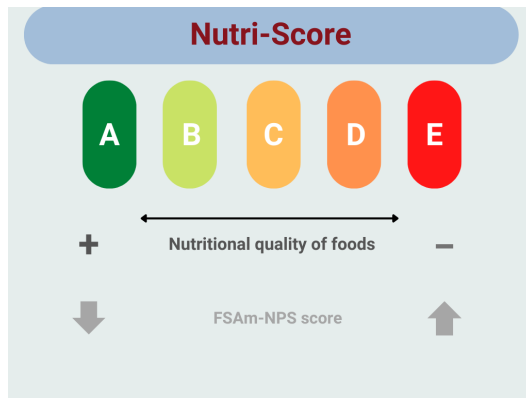 Nutri-Score
A B C D E
+ Nutritional quality of foods −
FSAm-NPS score